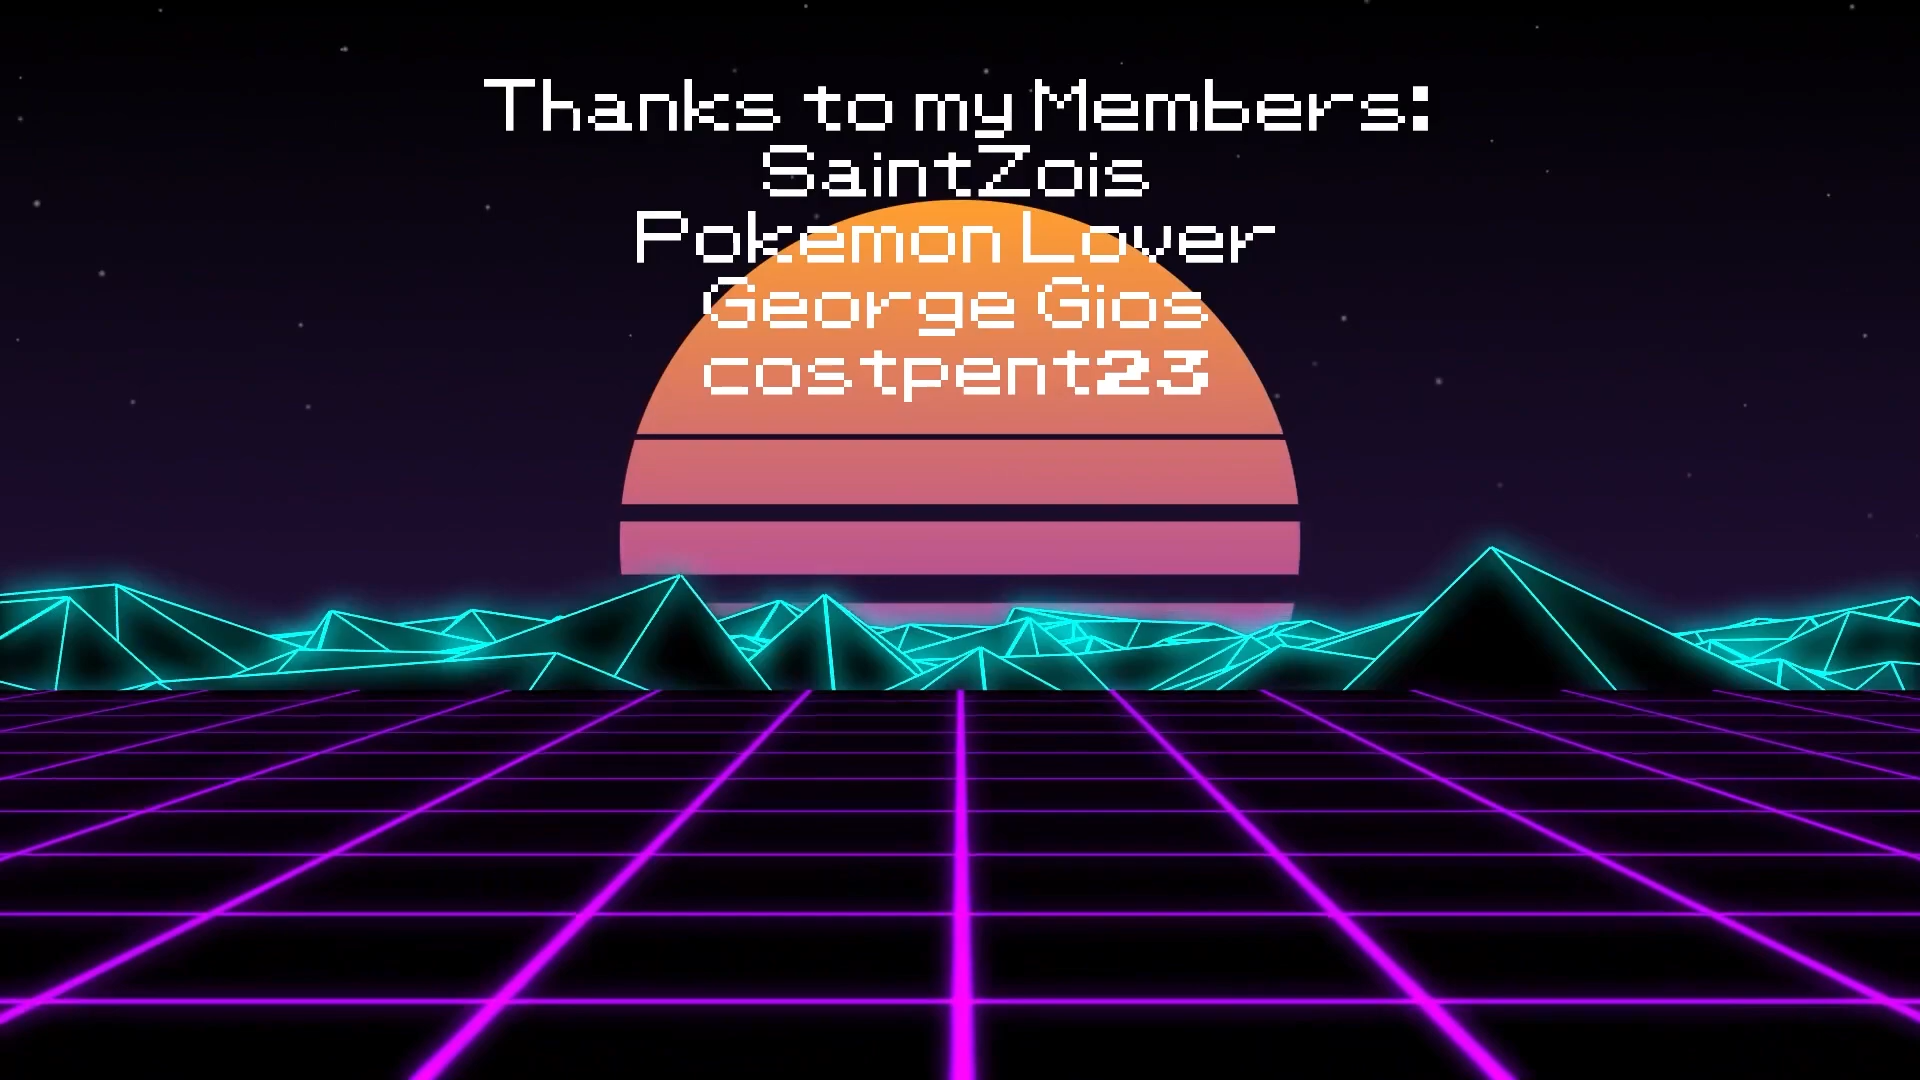 Thanks to my Members:
SaintZois
Pokemon Lover
George Gios
costpent23